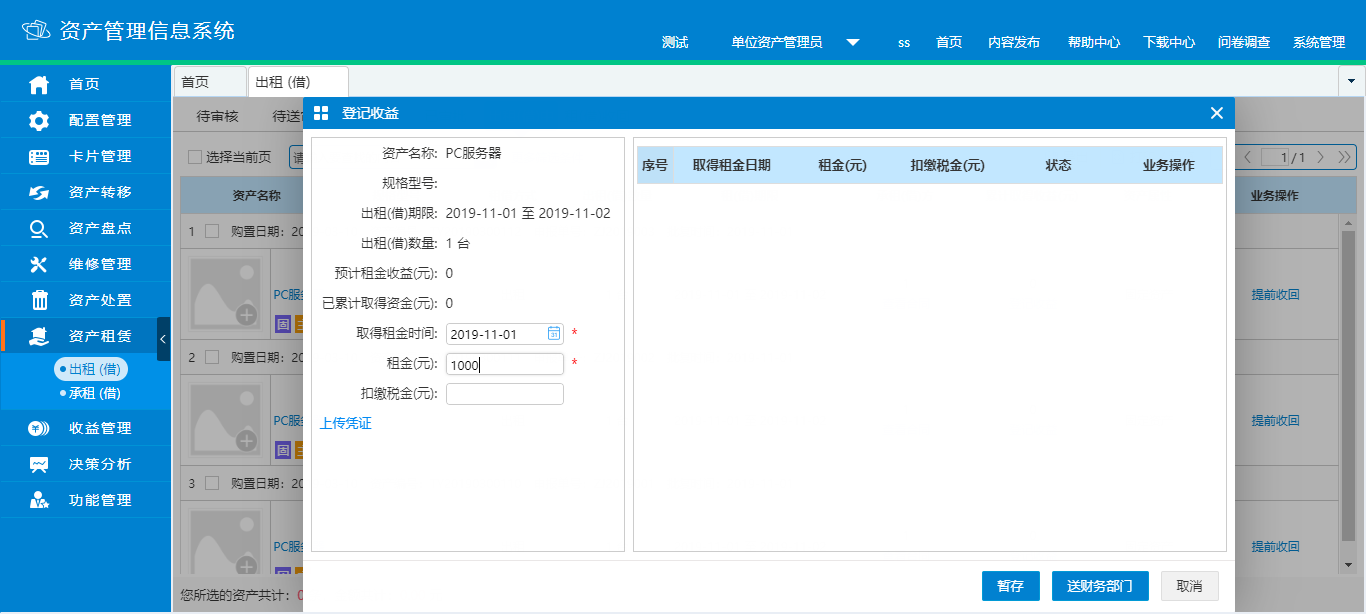 资产管理信息系统
测试 单位资产管理员 ss 首页 内容发布 帮助中心 下载中心 问卷调查 系统管理
首页
配置管理
卡片管理
资产转移
资产盘点
维修管理
资产处置
资产租赁
出租 (借)
承租 (借)
收益管理
决策分析
功能管理
首页 出租 (借)
待审核 待送
选择当前页 请
1 / 1
资产名称 业务操作
1 购置日期: 20
PC服务
固 主
提前收回
2 购置日期: 20
PC服务
固 主
提前收回
3 购置日期: 20
PC服务
提前收回
您所选的资产共计: 0
登记收益
资产名称: PC服务器
规格型号:
出租(借)期限: 2019-11-01 至 2019-11-02
出租(借)数量: 1 台
预计租金收益(元): 0
已累计取得资金(元): 0
取得租金时间: 2019-11-01 *
租金(元): 1000 *
扣缴税金(元):
上传凭证
序号 取得租金日期 租金(元) 扣缴税金(元) 状态 业务操作
暂存 送财务部门 取消